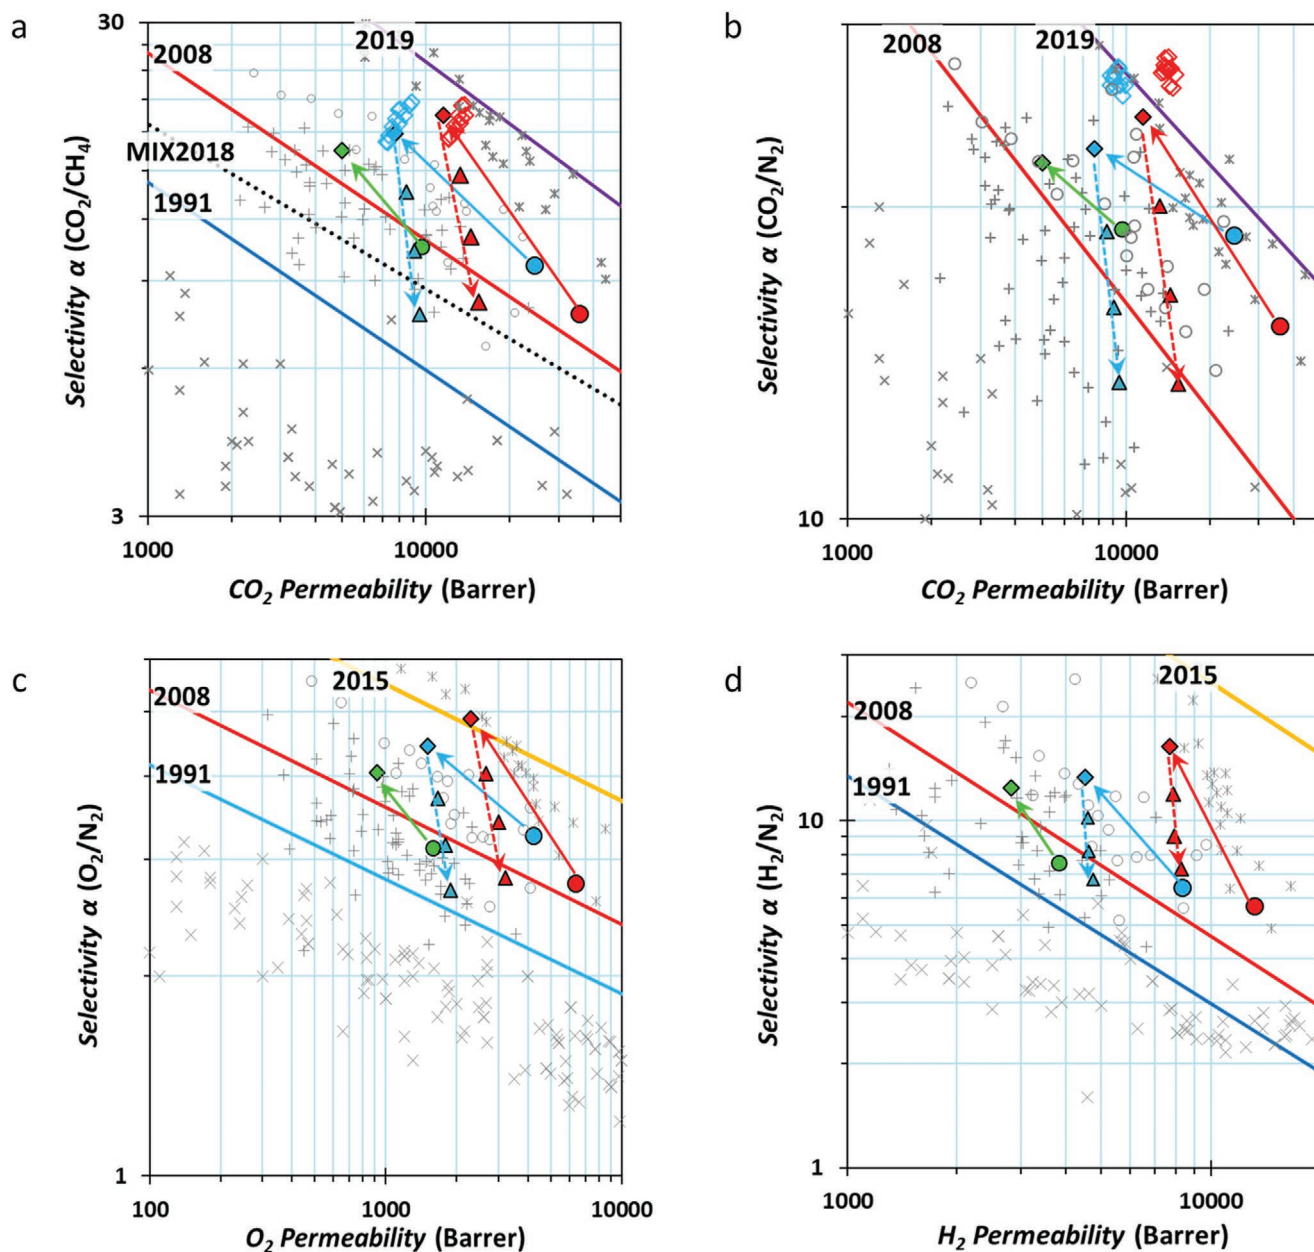 a
30
2019
2008
MIX2018
1991
3
1000
10000
Selectivity α (CO₂/CH₄)
CO₂ Permeability (Barrer)
b
2008
2019
10
1000
10000
Selectivity α (CO₂/N₂)
CO₂ Permeability (Barrer)
c
2008
2015
1991
1
100
1000
10000
Selectivity α (O₂/N₂)
O₂ Permeability (Barrer)
d
2015
2008
1991
10
1
1000
10000
Selectivity α (H₂/N₂)
H₂ Permeability (Barrer)